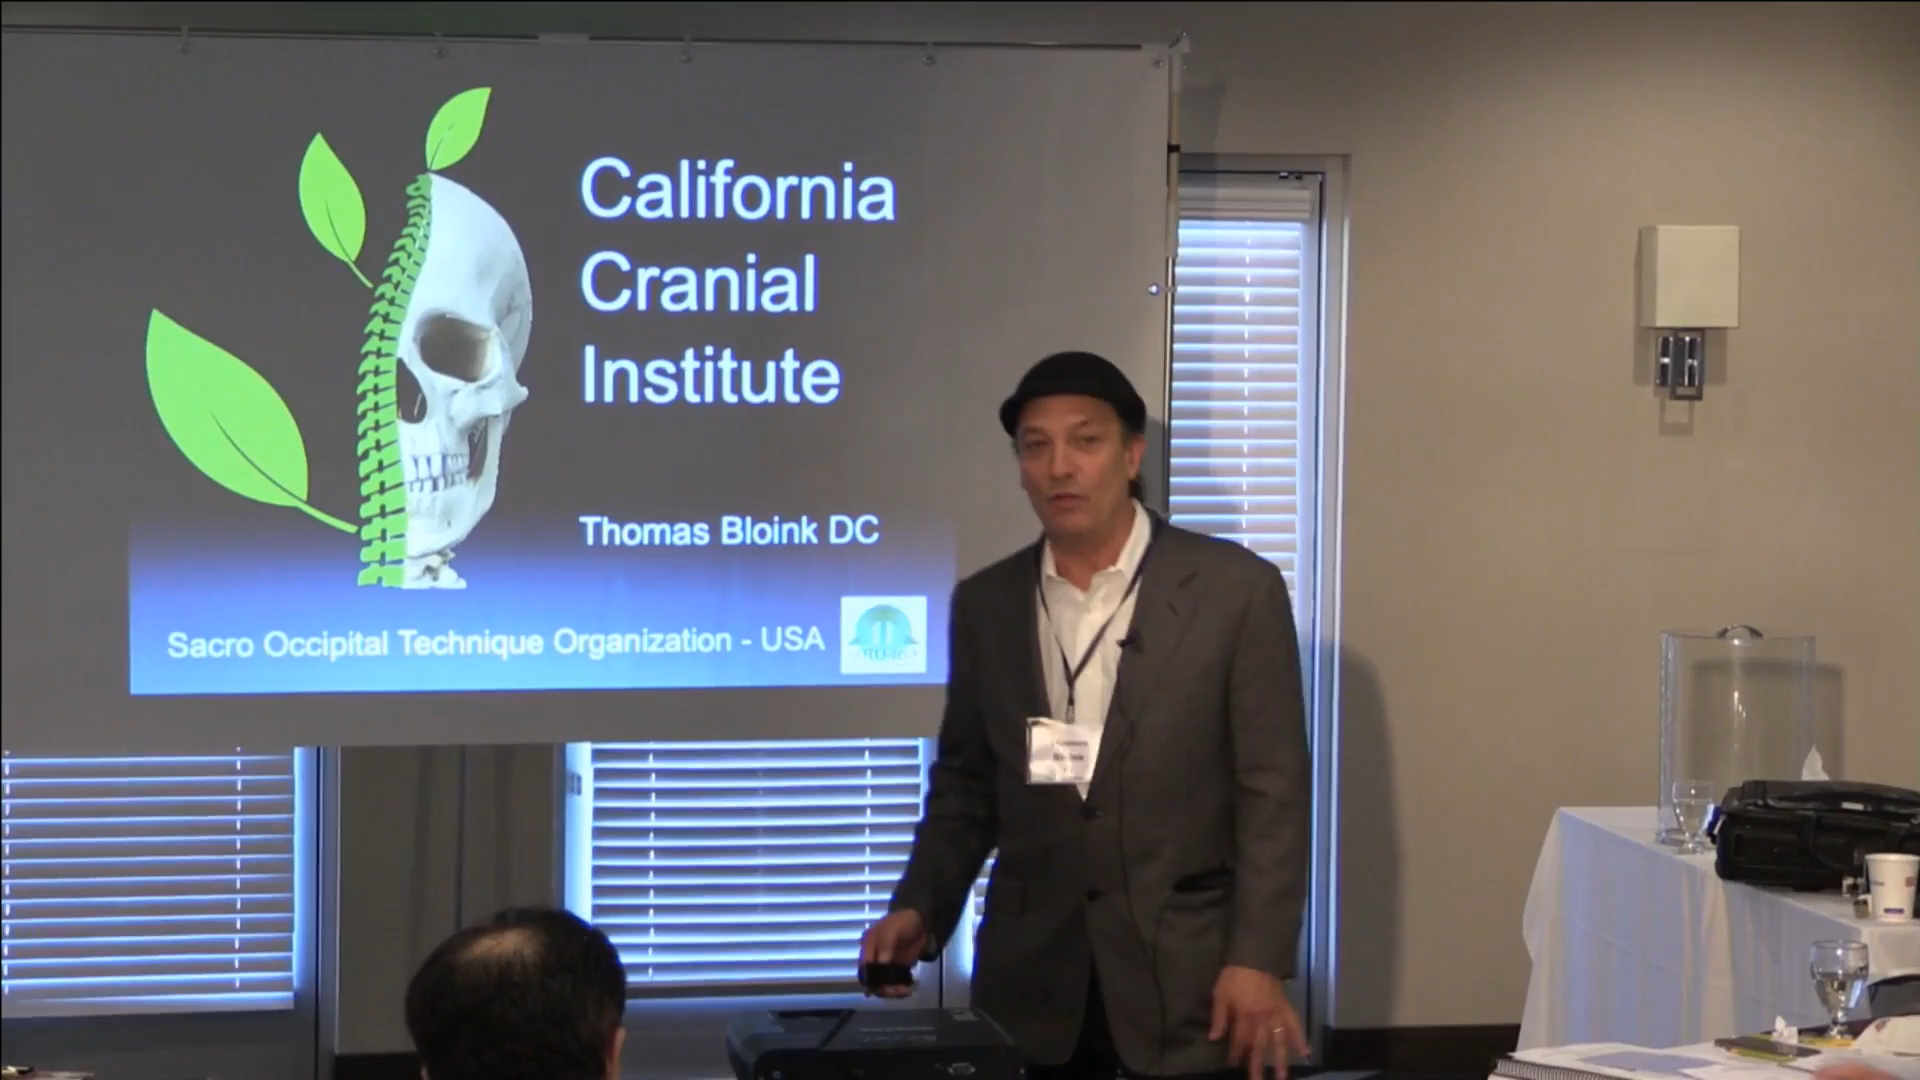 California
Cranial
Institute
Thomas Bloink DC
Sacro Occipital Technique Organization - USA